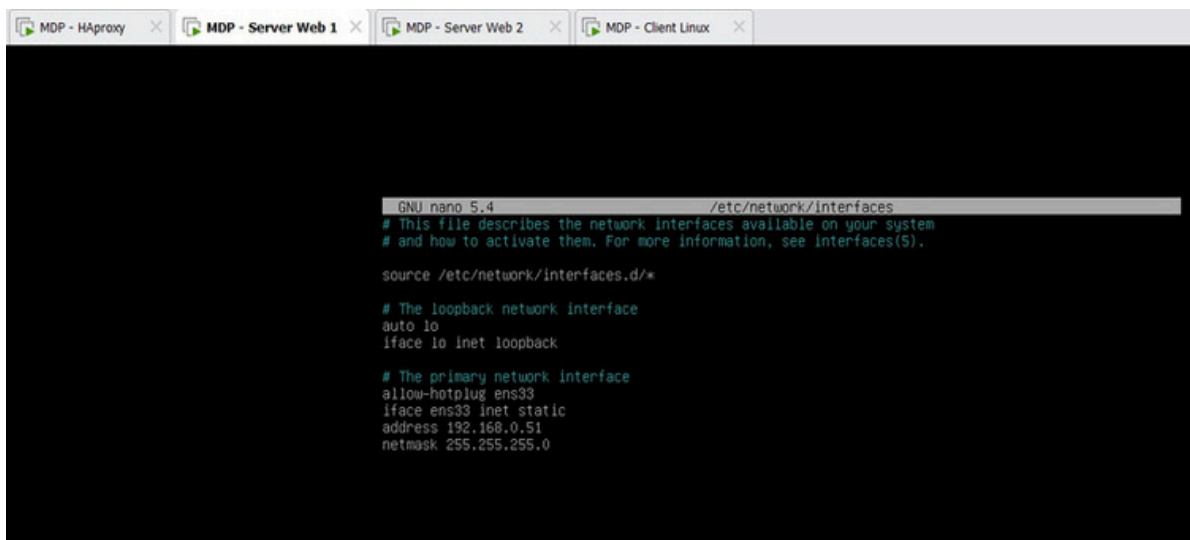 MDP - HAproxy
MDP - Server Web 1
MDP - Server Web 2
MDP - Client Linux
GNU nano 5.4 /etc/network/interfaces
# This file describes the network interfaces available on your system
# and how to activate them. For more information, see interfaces(5).
source /etc/network/interfaces.d/*
# The loopback network interface
auto lo
iface lo inet loopback
# The primary network interface
allow-hotplug ens33
iface ens33 inet static
address 192.168.0.51
netmask 255.255.255.0